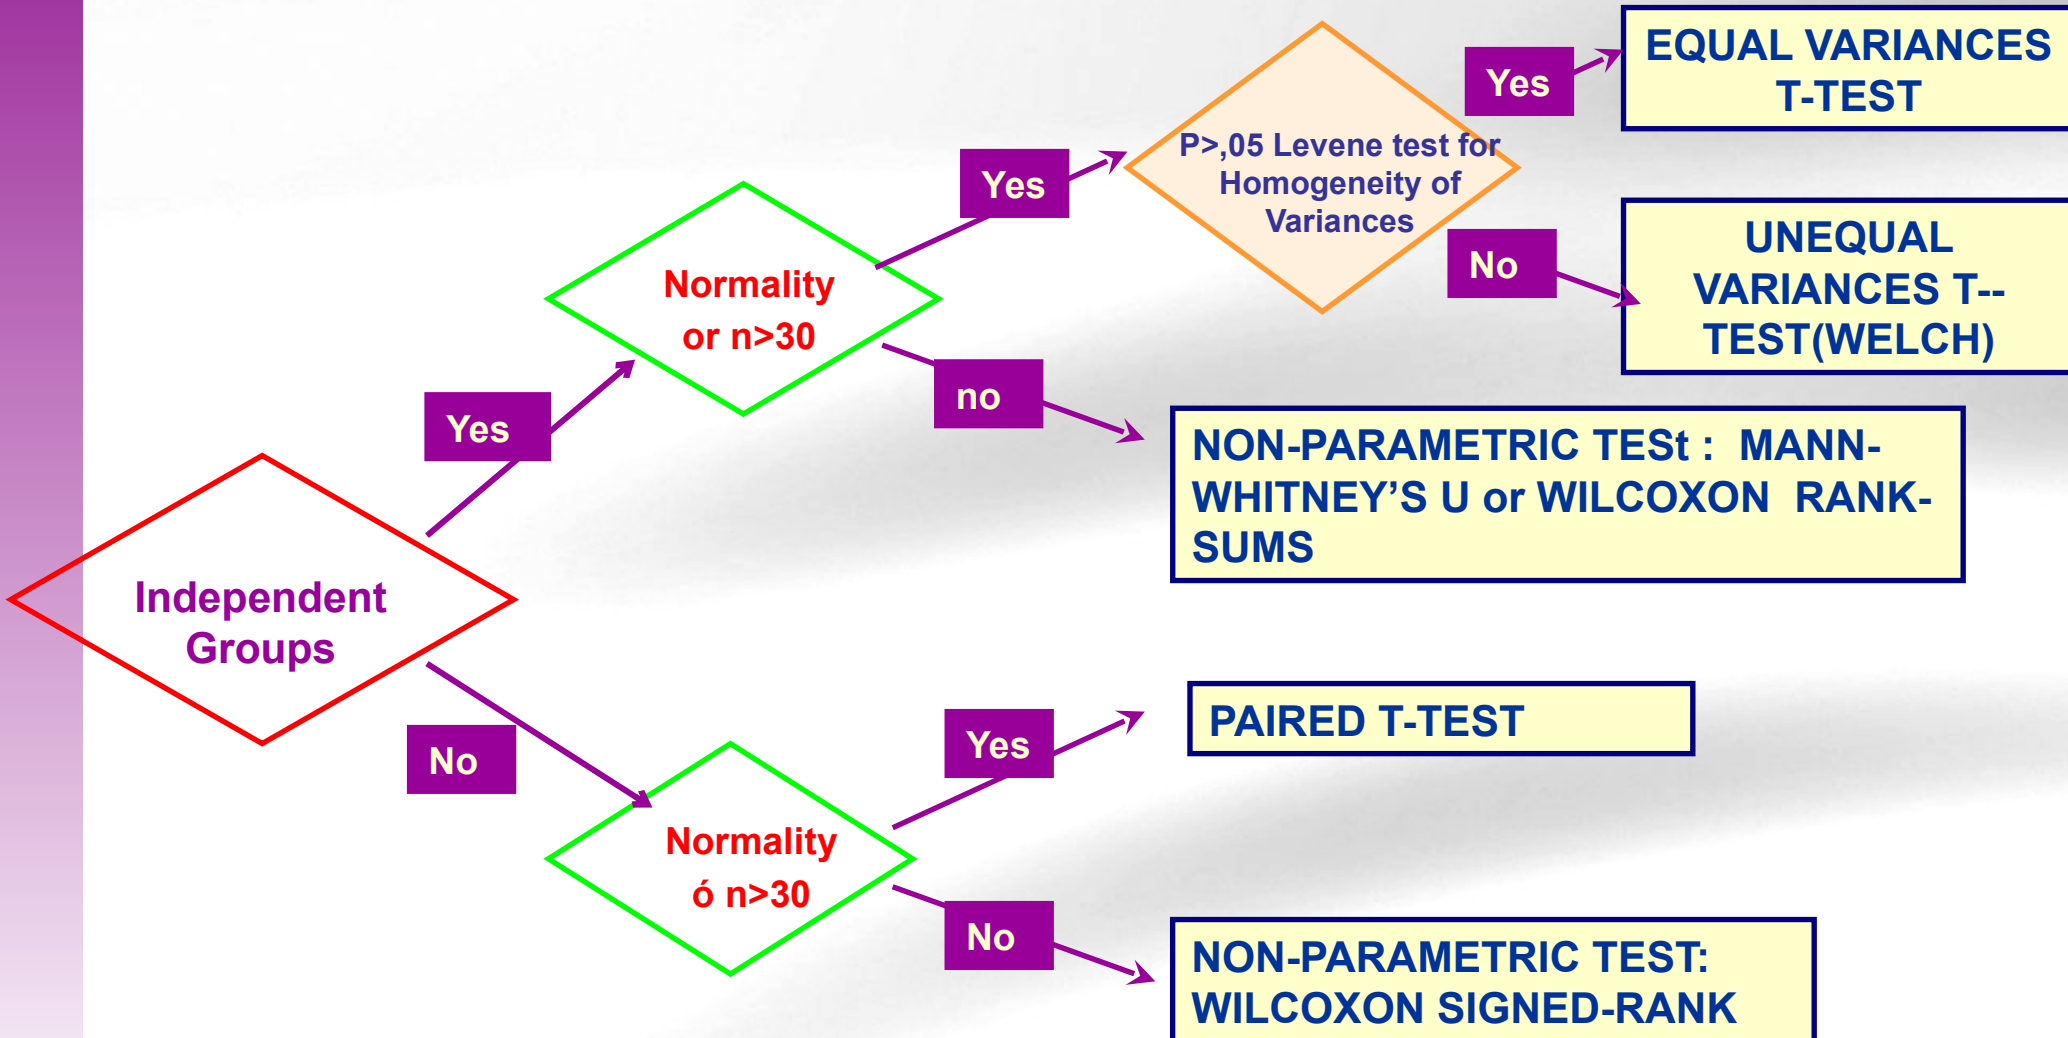 EQUAL VARIANCES
T-TEST
Yes
P>,05 Levene test for
Homogeneity of
Variances
Yes
UNEQUAL
VARIANCES T--
TEST(WELCH)
No
Normality
or n>30
no
Yes
NON-PARAMETRIC TESt : MANN-
WHITNEY’S U or WILCOXON RANK-
SUMS
Independent
Groups
PAIRED T-TEST
Yes
No
Normality
ó n>30
No
NON-PARAMETRIC TEST:
WILCOXON SIGNED-RANK